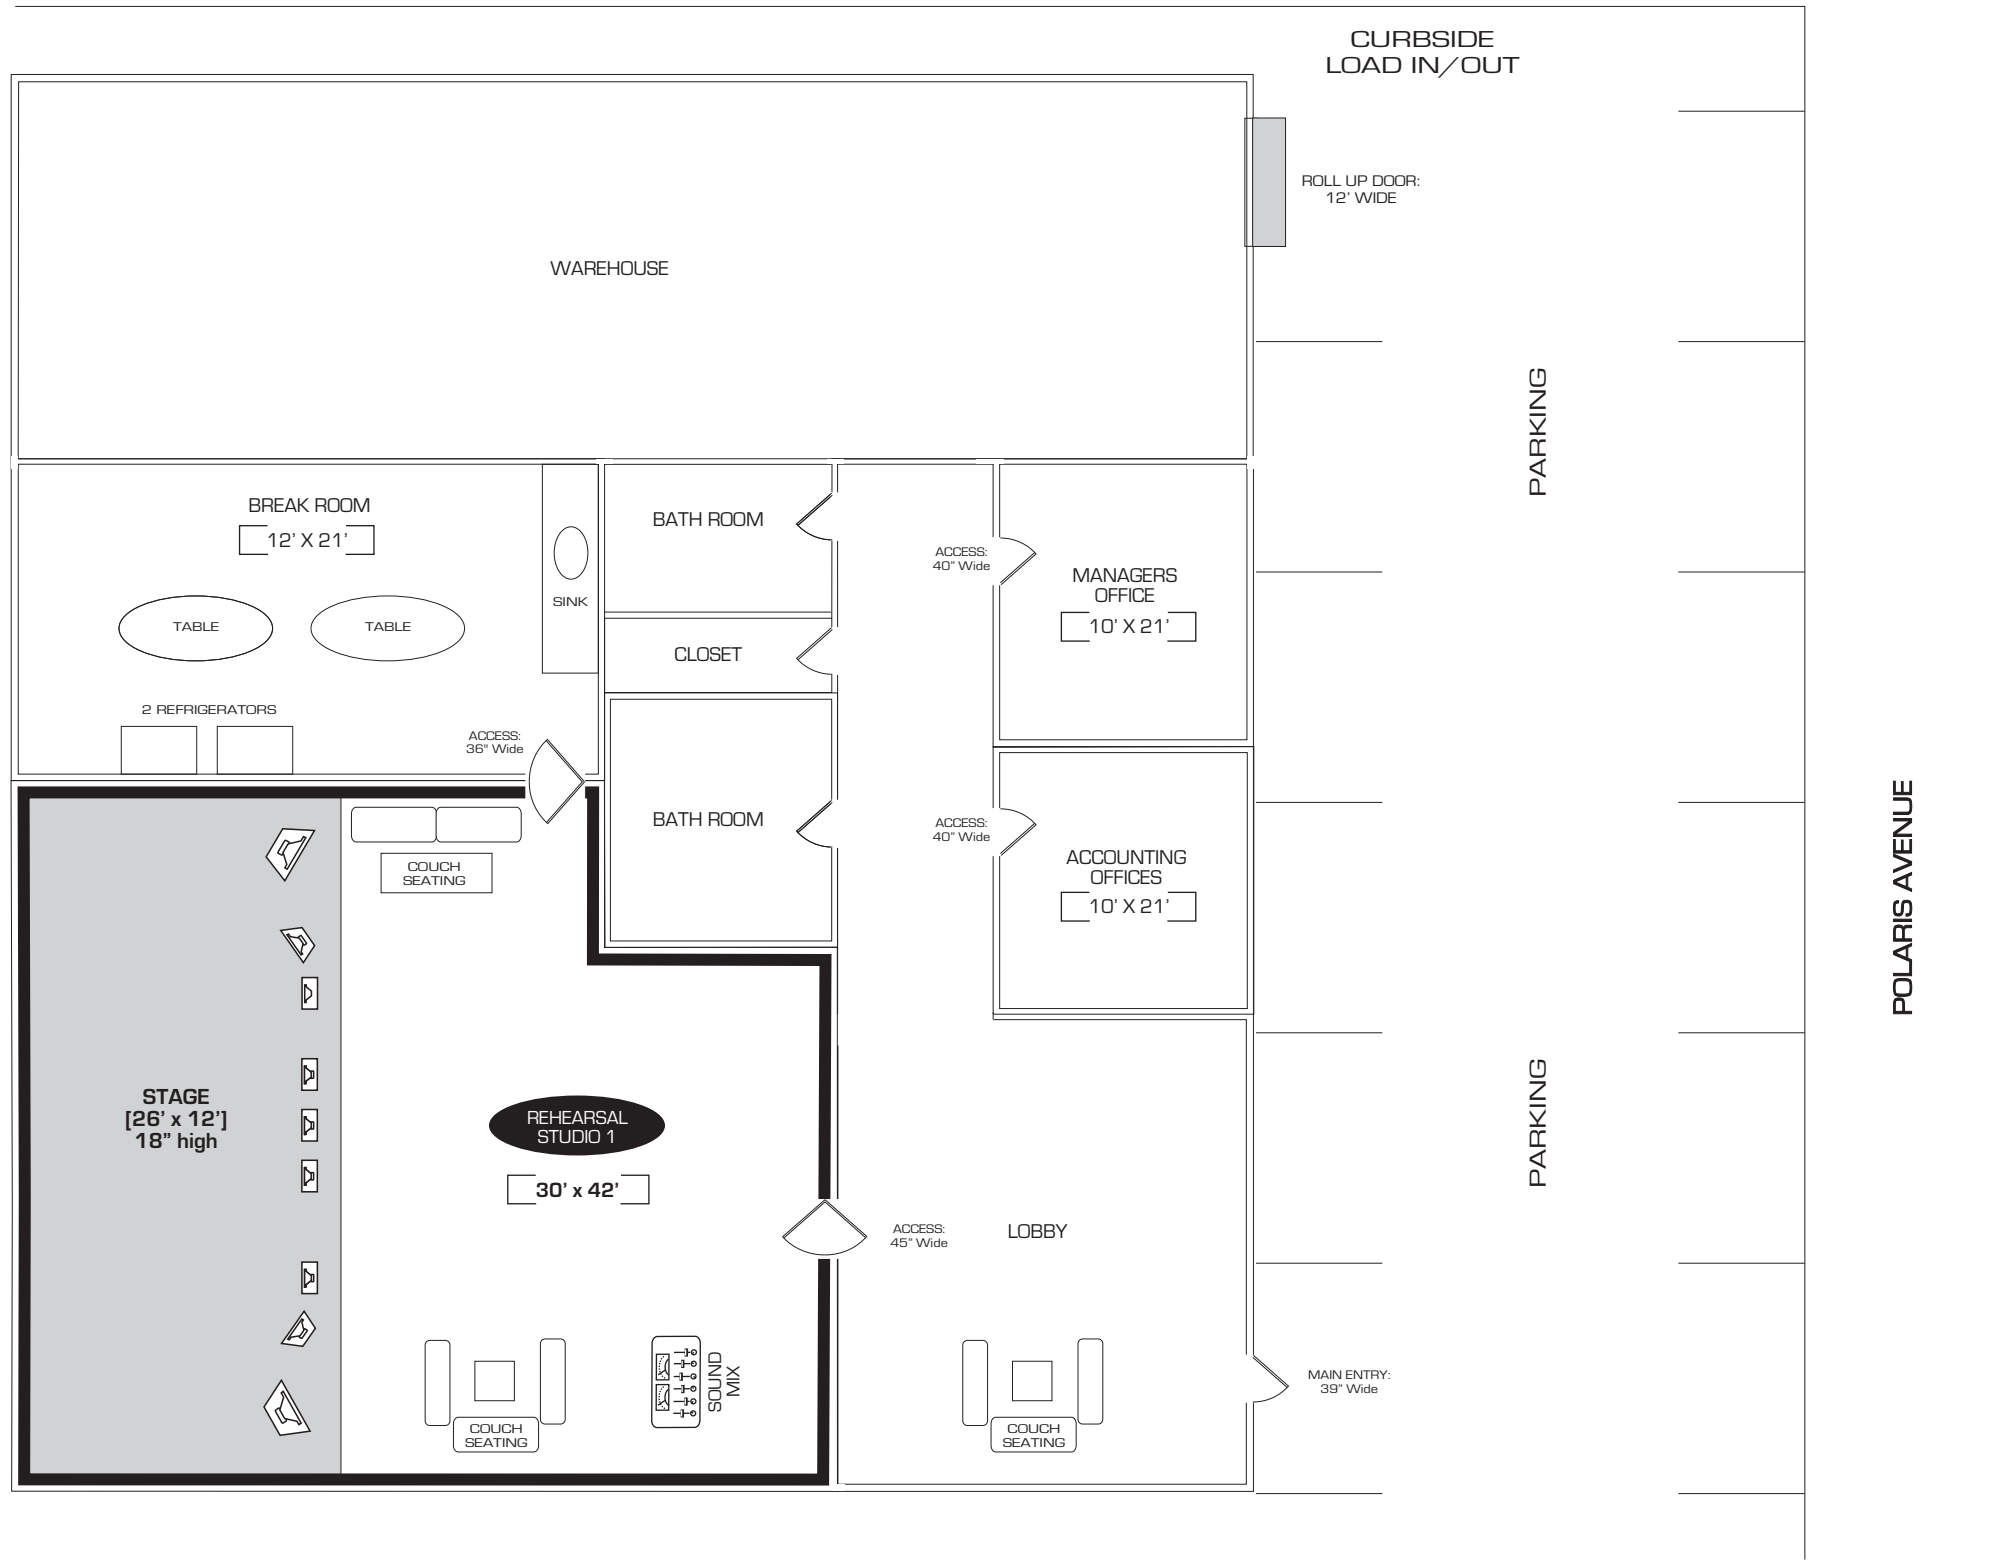 CURBSIDE
LOAD IN/OUT
ROLL UP DOOR:
12' WIDE
WAREHOUSE
PARKING
BREAK ROOM
12' X 21'
TABLE
TABLE
SINK
2 REFRIGERATORS
ACCESS:
36" Wide
BATH ROOM
CLOSET
BATH ROOM
ACCESS:
40" Wide
MANAGERS
OFFICE
10' X 21'
ACCESS:
40" Wide
ACCOUNTING
OFFICES
10' X 21'
POLARIS AVENUE
COUCH
SEATING
STAGE
[26' x 12']
18” high
REHEARSAL
STUDIO 1
30' x 42'
ACCESS:
45" Wide
LOBBY
PARKING
COUCH
SEATING
SOUND
MIX
COUCH
SEATING
MAIN ENTRY:
39" Wide